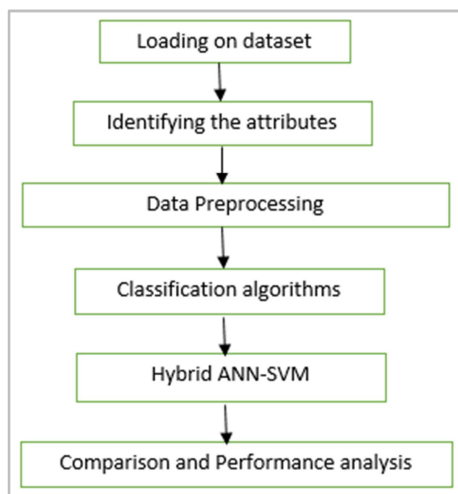 Loading on dataset
Identifying the attributes
Data Preprocessing
Classification algorithms
Hybrid ANN-SVM
Comparison and Performance analysis